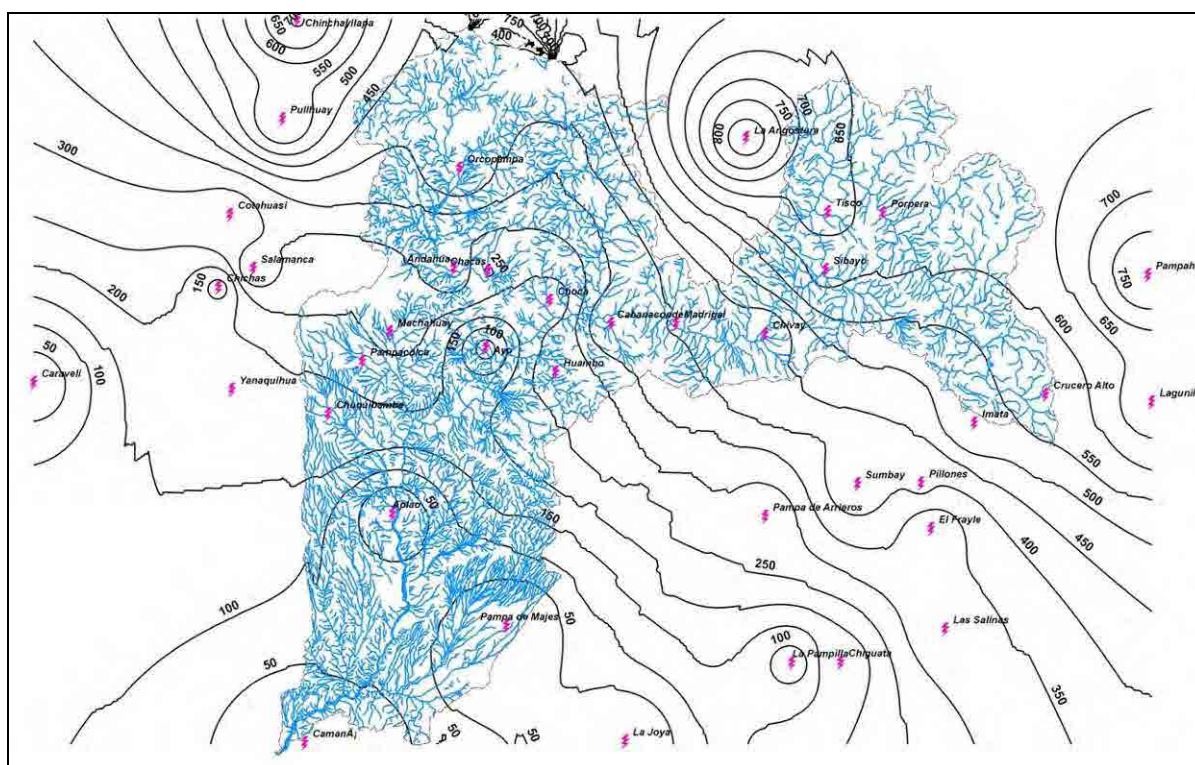 Chinchayllapa
650
600
550
500
450
750
400
700
Pullhuay
300
Orcopampa
750
700
650
800
La Angostura
Cotahuasi
Tisco
Porpera
700
Salamanca
Andahua
Chacas
250
Sibayo
Chichas
150
Pampah
750
200
Choco
Machahuay
150
100
Ayo
Cabanaconde
Madrigal
Chivay
600
650
50
100
Caraveli
Yanaquihua
Pampacolca
Huambo
Chuquibamba
Crucero Alto
Laguni
Imata
550
Aplao
50
150
Sumbay
Pillones
500
Pampa de Arrieros
El Frayle
450
400
250
100
50
Pampa de Majes
Las Salinas
100
La Pampilla
Chiguata
50
350
50
50
CamanÃ¡
La Joya